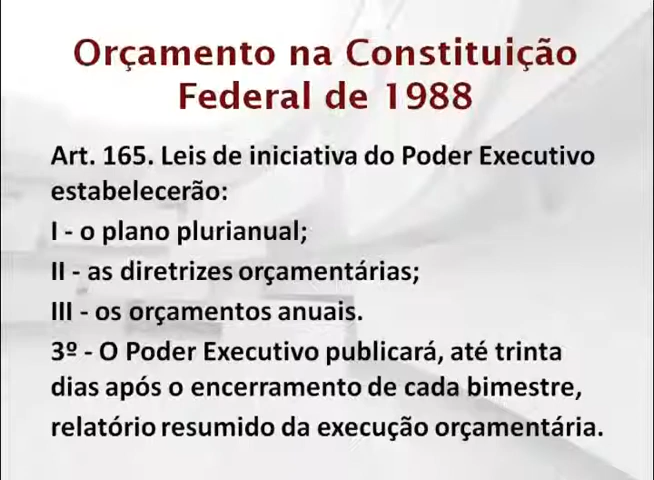 Orçamento na Constituição
Federal de 1988
Art. 165. Leis de iniciativa do Poder Executivo
estabelecerão:
I - o plano plurianual;
II - as diretrizes orçamentárias;
III - os orçamentos anuais.
3º - O Poder Executivo publicará, até trinta
dias após o encerramento de cada bimestre,
relatório resumido da execução orçamentária.